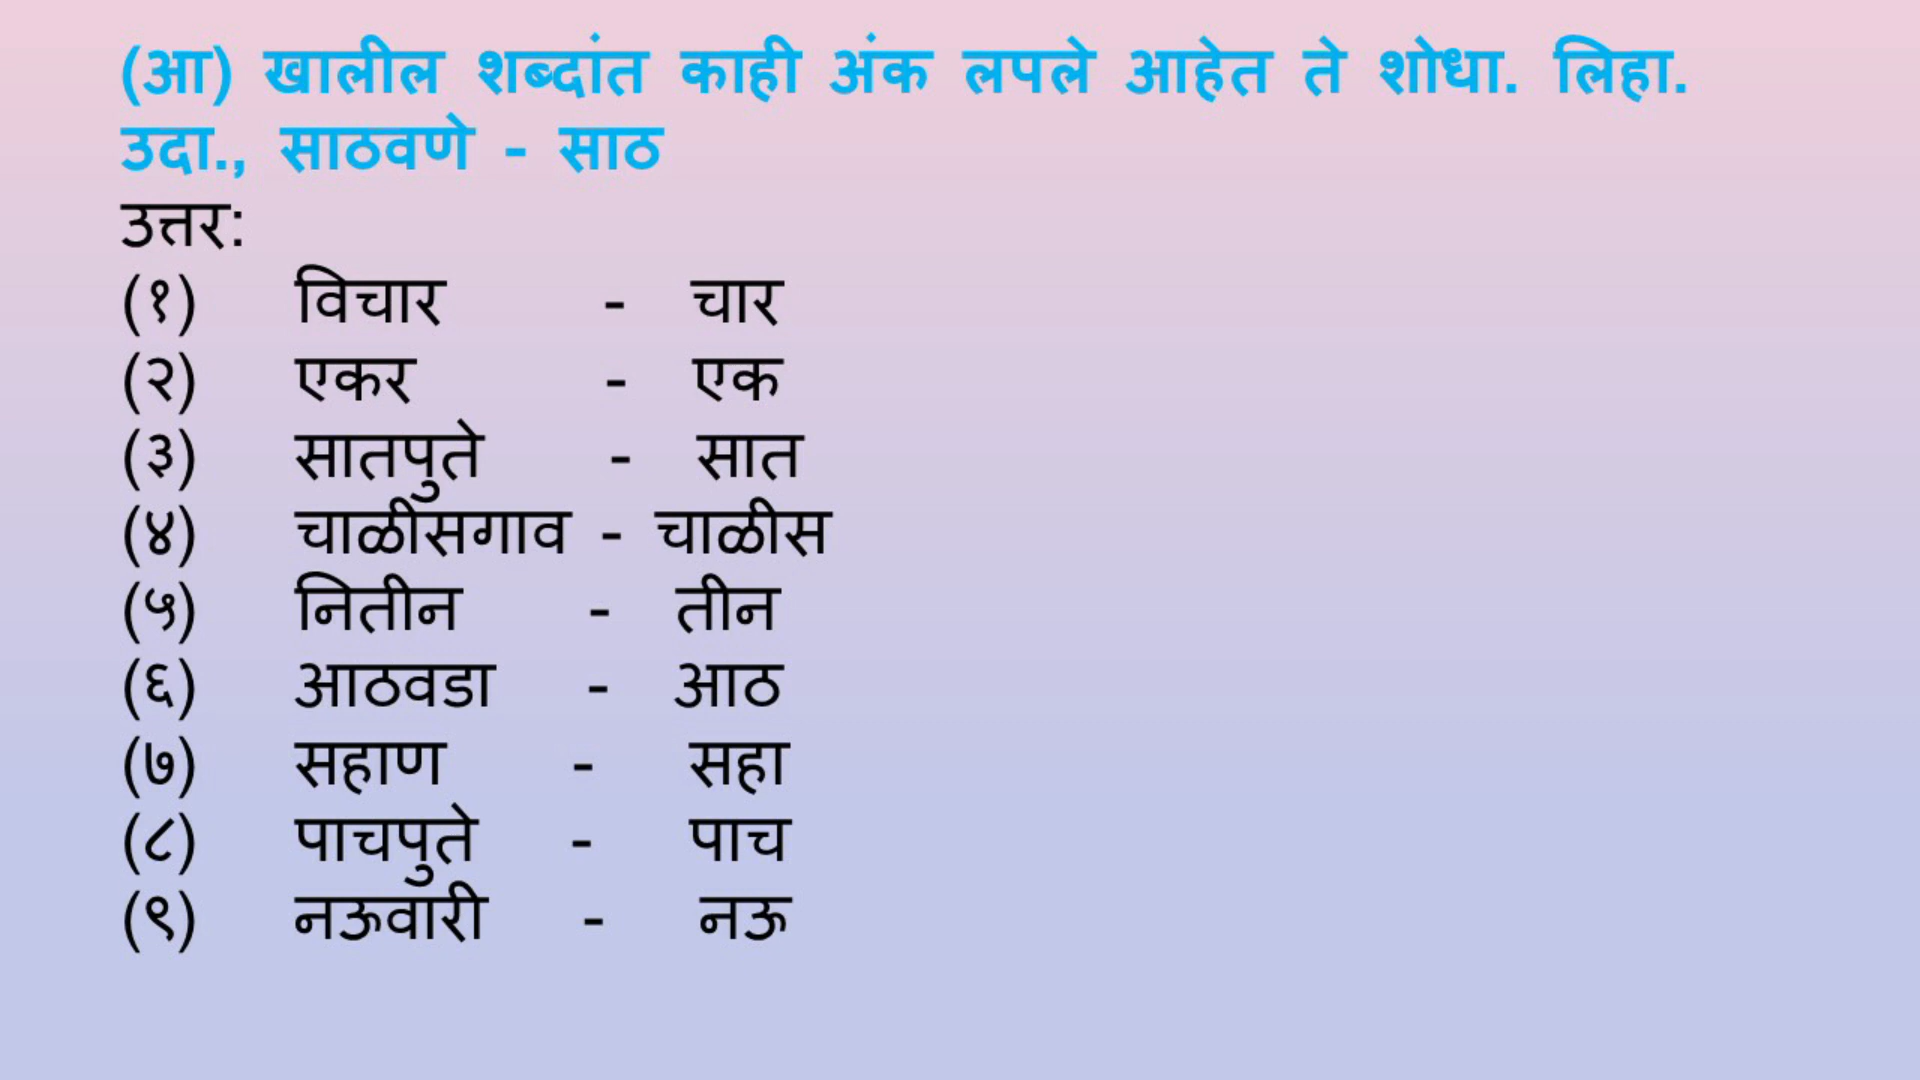 (आ) खालील शब्दांत काही अंक लपले आहेत ते शोधा. लिहा.
उदा., साठवणे - साठ
उत्तर:
(१) विचार - चार
(२) एकर - एक
(३) सातपुते - सात
(४) चाळीसगाव - चाळीस
(५) नितीन - तीन
(६) आठवडा - आठ
(७) सहाण - सहा
(८) पाचपुते - पाच
(९) नऊवारी - नऊ